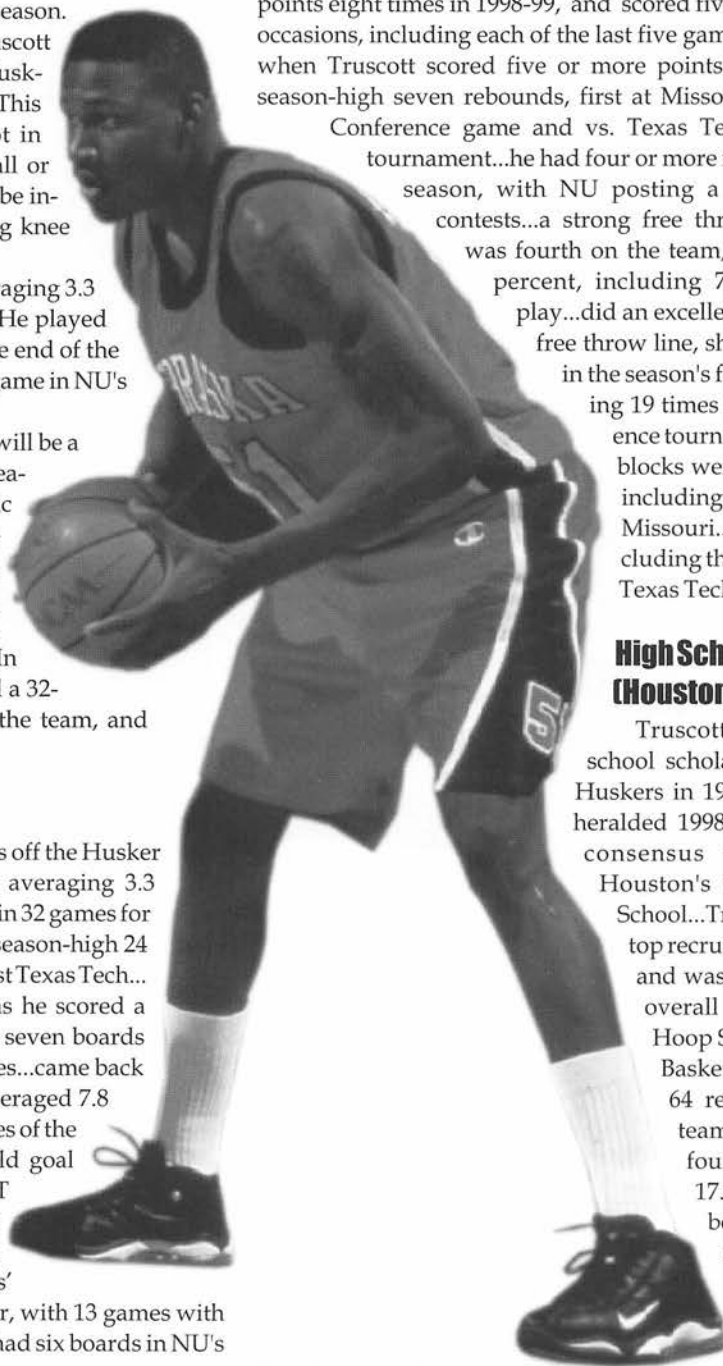 season.
scott
usk-
This
t in
all or
be in-
g knee
aging 3.3
He played
e end of the
ame in NU's
will be a
ea-
ic
In
l a 32-
the team, and
s off the Husker
averaging 3.3
in 32 games for
season-high 24
st Texas Tech...
as he scored a
seven boards
es...came back
eraged 7.8
es of the
ld goal
T
s'
r, with 13 games with
had six boards in NU's
points eight times in 1998-99, and scored fiv
occasions, including each of the last five gam
when Truscott scored five or more points
season-high seven rebounds, first at Misso
Conference game and vs. Texas Te
tournament...he had four or more
season, with NU posting a
contests...a strong free thr
was fourth on the team,
percent, including 7
play...did an excelle
free throw line, sh
in the season's f
ing 19 times
ence tourn
blocks we
including
Missouri..
cluding th
Texas Tech
High Sch
(Houston
Truscott
school schola
Huskers in 19
heralded 1998
consensus
Houston's
School...Tr
top recru
and was
overall
Hoop S
Basket
64 re
team
fou
17.
b
BRASKA
5